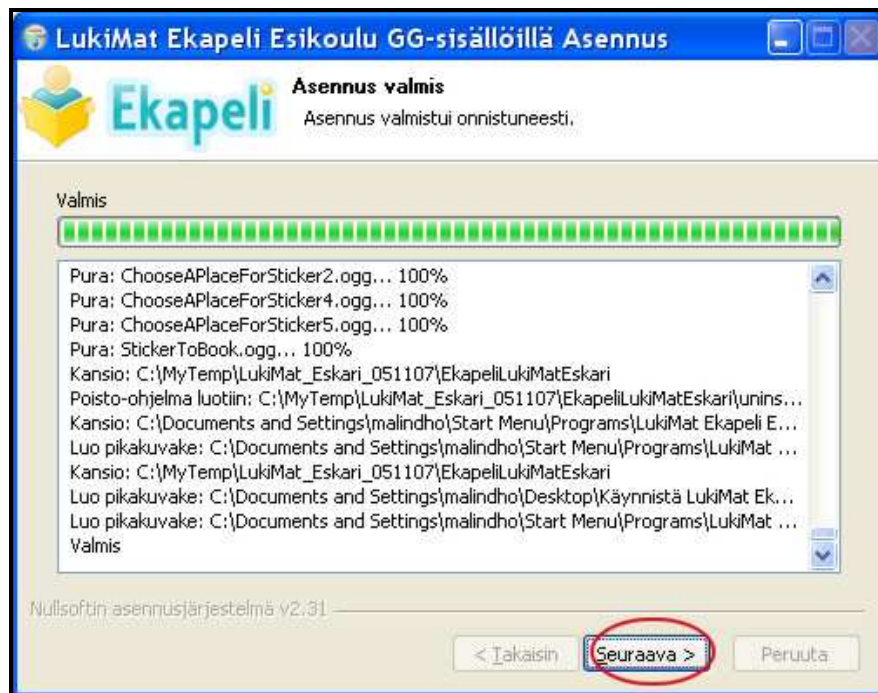 LukiMat Ekapeli Esikoulu GG-sisällöillä Asennus
Ekapeli
Asennus valmis
Asennus valmistui onnistuneesti.
Valmis
Pura: ChooseAPlaceForSticker2.ogg... 100%
Pura: ChooseAPlaceForSticker4.ogg... 100%
Pura: ChooseAPlaceForSticker5.ogg... 100%
Pura: StickerToBook.ogg... 100%
Kansio: C:\MyTemp\LukiMat_Eskari_051107\EkapeliLukiMatEskari
Poisto-ohjelma luotiin: C:\MyTemp\LukiMat_Eskari_051107\EkapeliLukiMatEskari\unins...
Kansio: C:\Documents and Settings\malindho\Start Menu\Programs\LukiMat Ekapeli E...
Luo pikakuvake: C:\Documents and Settings\malindho\Start Menu\Programs\LukiMat ...
Kansio: C:\MyTemp\LukiMat_Eskari_051107\EkapeliLukiMatEskari
Luo pikakuvake: C:\Documents and Settings\malindho\Desktop\Käynnistä LukiMat Ek...
Luo pikakuvake: C:\Documents and Settings\malindho\Start Menu\Programs\LukiMat ...
Valmis
Nullsoftin asennusjärjestelmä v2.31
< Takaisin Seuraava > Peruuta